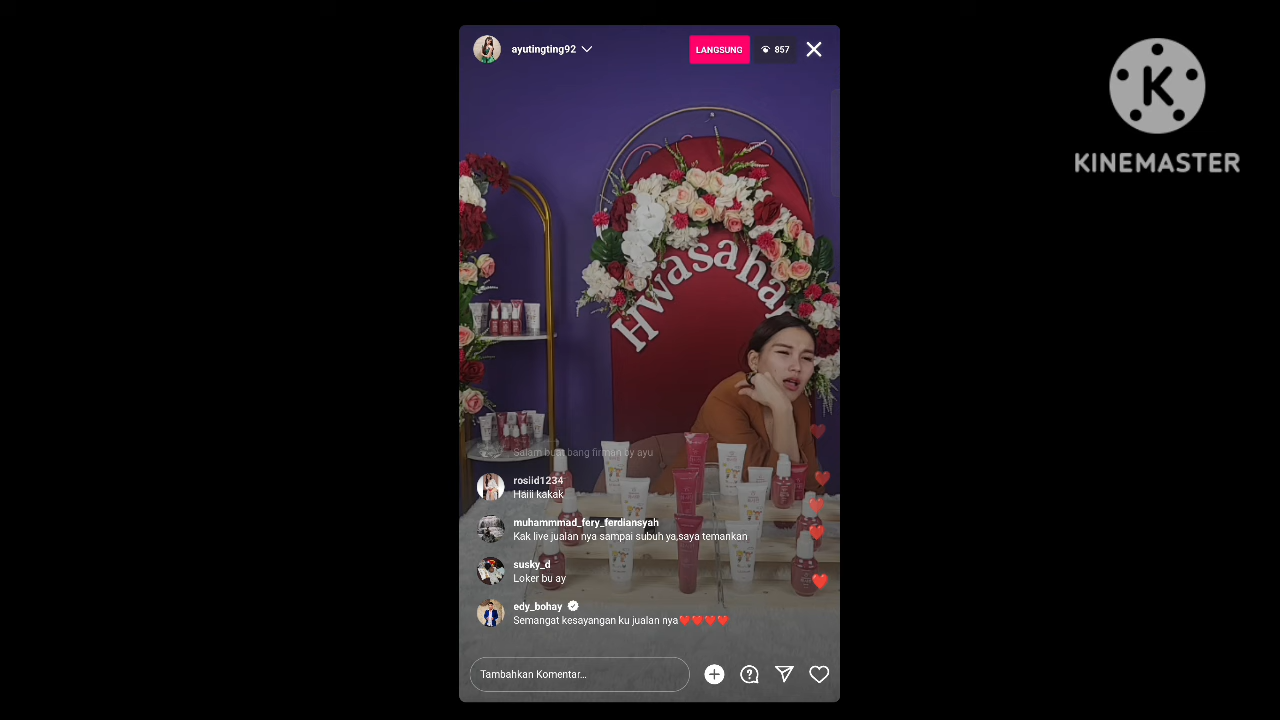 ayutingting92
LANGSUNG
857
KINEMASTER
Hwasaha
Salam buat bang firman by ayu
rosiid1234
Haiii kakak
muhammmad_fery_ferdiansyah
Kak live jualan nya sampai subuh ya,saya temankan
susky_d
Loker bu ay
edy_bohay
Semangat kesayangan ku jualan nya❤️❤️❤️❤️
Tambahkan Komentar...